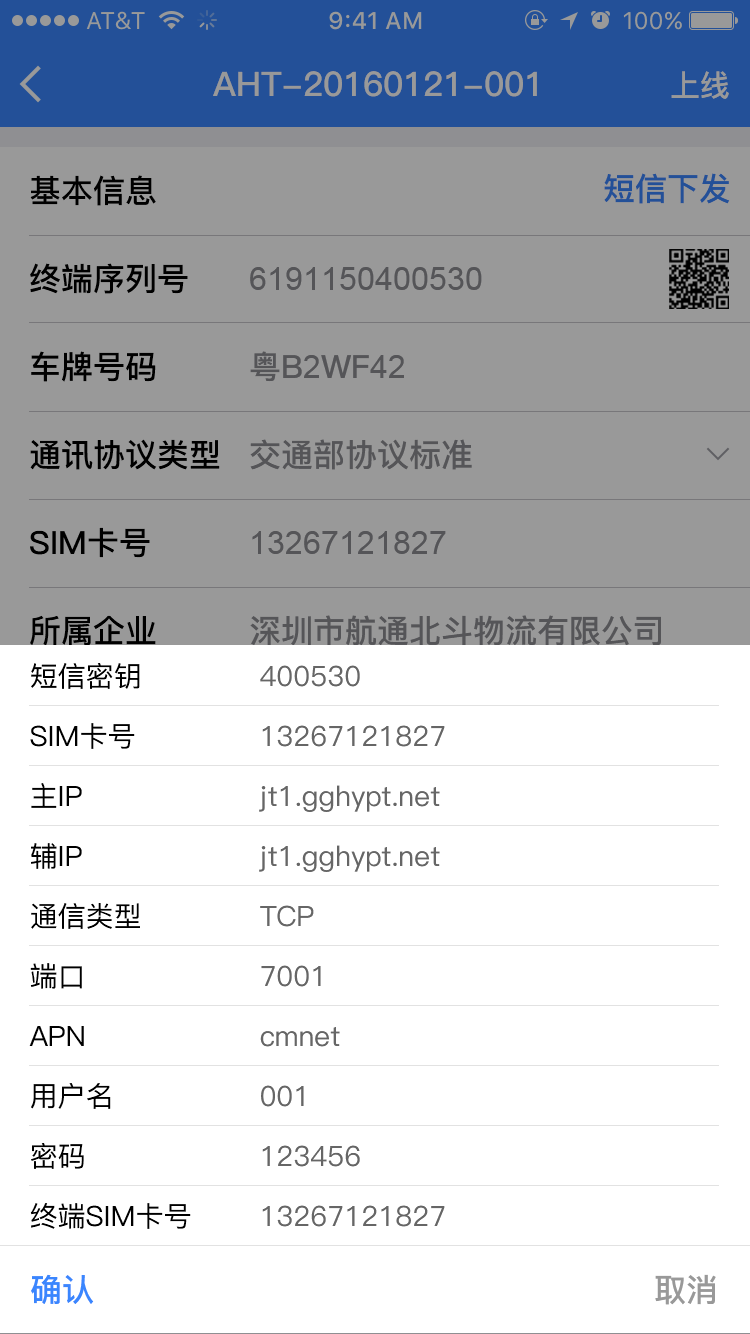 AT&T 9:41 AM 100%
AHT-20160121-001 上线
基本信息 短信下发
终端序列号 6191150400530
车牌号码 粤B2WF42
通讯协议类型 交通部协议标准
SIM卡号 13267121827
所属企业 深圳市航通北斗物流有限公司
短信密钥 400530
SIM卡号 13267121827
主IP jt1.gghypt.net
辅IP jt1.gghypt.net
通信类型 TCP
端口 7001
APN cmnet
用户名 001
密码 123456
终端SIM卡号 13267121827
确认 取消